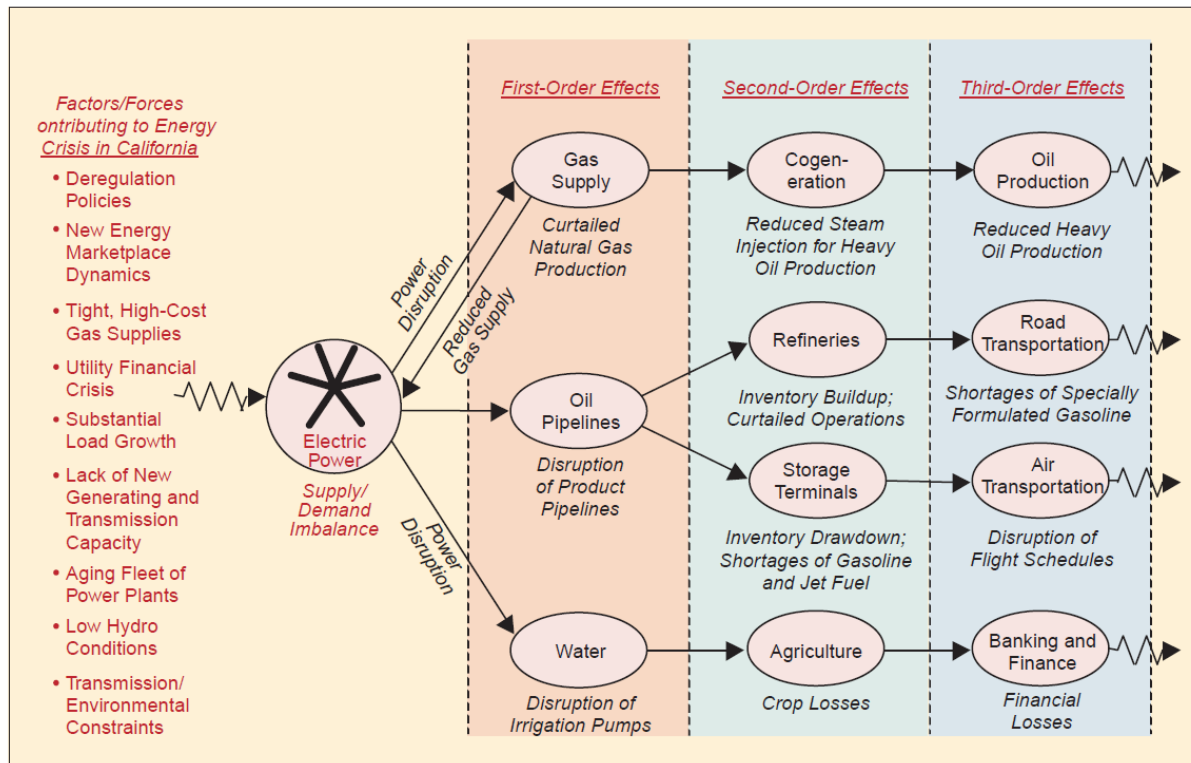 Factors/Forces
ontributing to Energy
Crisis in California
• Deregulation
Policies
• New Energy
Marketplace
Dynamics
• Tight, High-Cost
Gas Supplies
• Utility Financial
Crisis
• Substantial
Load Growth
• Lack of New
Generating and
Transmission
Capacity
• Aging Fleet of
Power Plants
• Low Hydro
Conditions
• Transmission/
Environmental
Constraints
Electric
Power
Supply/
Demand
Imbalance
Power
Disruption
Reduced
Gas Supply
Power
Disruption
First-Order Effects
Gas
Supply
Curtailed
Natural Gas
Production
Oil
Pipelines
Disruption
of Product
Pipelines
Water
Disruption of
Irrigation Pumps
Second-Order Effects
Cogen-
eration
Reduced Steam
Injection for Heavy
Oil Production
Refineries
Inventory Buildup;
Curtailed Operations
Storage
Terminals
Inventory Drawdown;
Shortages of Gasoline
and Jet Fuel
Agriculture
Crop Losses
Third-Order Effects
Oil
Production
Reduced Heavy
Oil Production
Road
Transportation
Shortages of Specially
Formulated Gasoline
Air
Transportation
Disruption of
Flight Schedules
Banking and
Finance
Financial
Losses